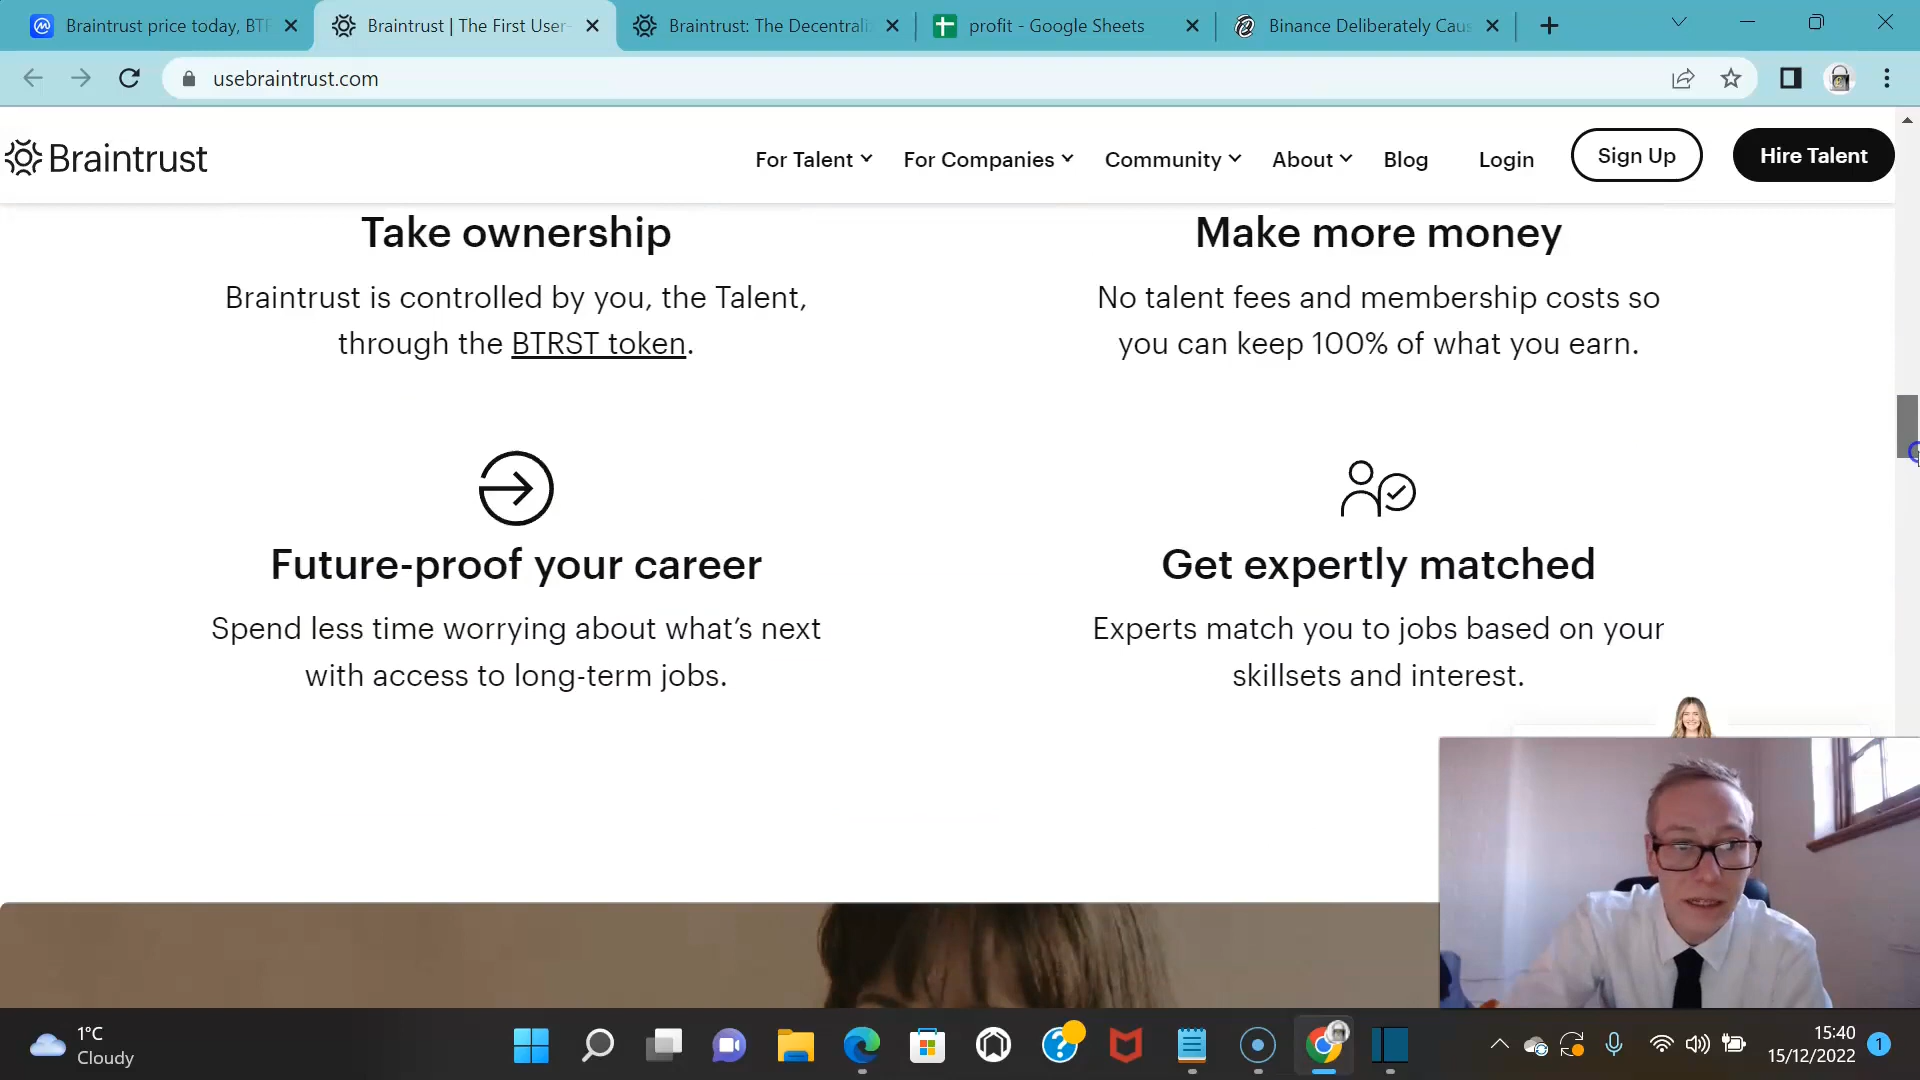 Braintrust price today, BTF
Braintrust | The First User-
Braintrust: The Decentraliz
profit - Google Sheets
Binance Deliberately Caus
usebraintrust.com
Braintrust
For Talent
For Companies
Community
About
Blog
Login
Sign Up
Hire Talent
Take ownership
Braintrust is controlled by you, the Talent,
through the BTRST token.
Make more money
No talent fees and membership costs so
you can keep 100% of what you earn.
Future-proof your career
Spend less time worrying about what’s next
with access to long-term jobs.
Get expertly matched
Experts match you to jobs based on your
skillsets and interest.
1°C
Cloudy
15:40
15/12/2022
1